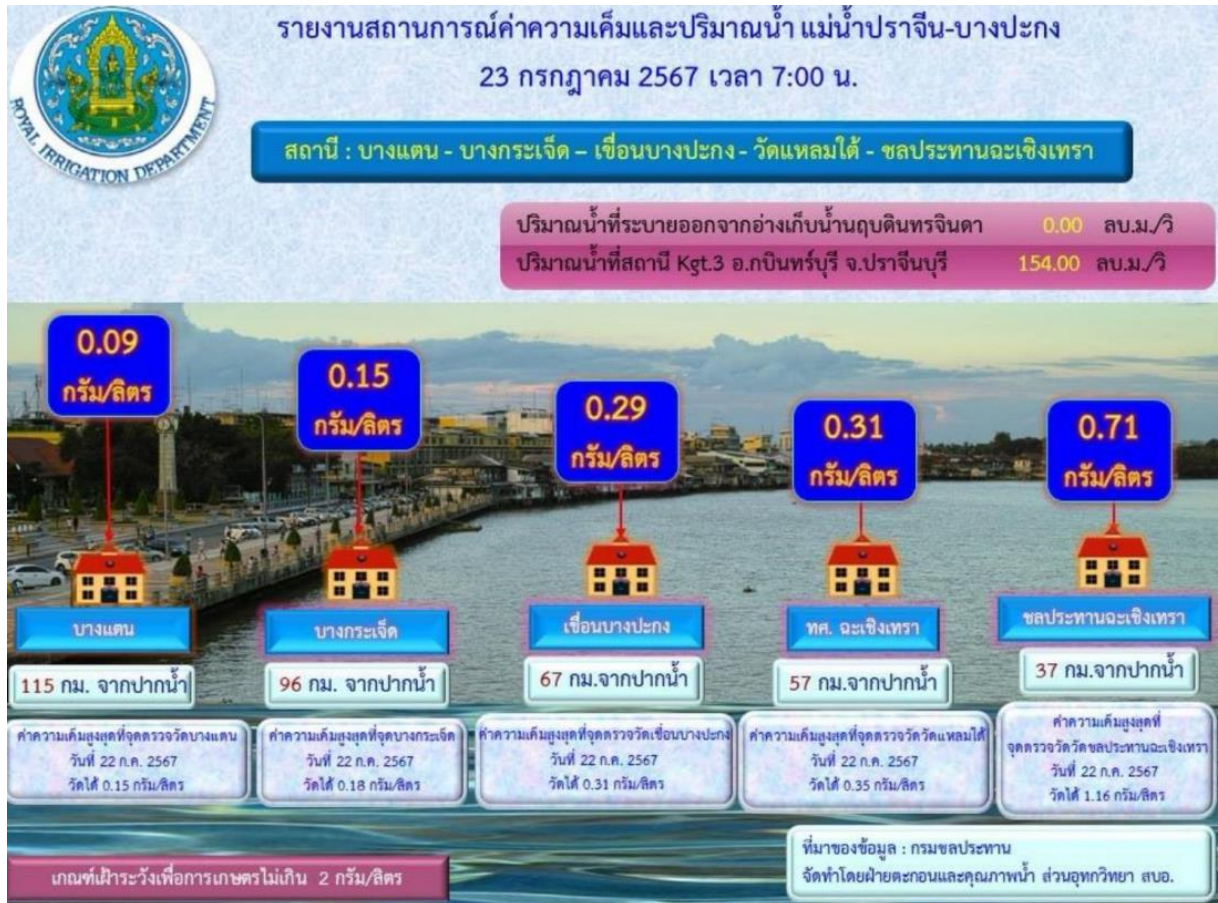 รายงานสถานการณ์ค่าความเค็มและปริมาณน้ำ แม่น้ำปราจีน-บางปะกง
23 กรกฎาคม 2567 เวลา 7:00 น.
ROYAL IRRIGATION DEPARTMENT
สถานี : บางแตน - บางกระเจ็ด – เขื่อนบางปะกง - วัดแหลมใต้ - ชลประทานฉะเชิงเทรา
ปริมาณน้ำที่ระบายออกจากอ่างเก็บน้ำนฤบดินทรจินดา 0.00 ลบ.ม./วิ
ปริมาณน้ำที่สถานี Kgt.3 อ.กบินทร์บุรี จ.ปราจีนบุรี 154.00 ลบ.ม./วิ
0.09
กรัม/ลิตร
บางแตน
115 กม. จากปากน้ำ
ค่าความเค็มสูงสุดที่จุดตรวจวัดบางแตน
วันที่ 22 ก.ค. 2567
วัดได้ 0.15 กรัม/ลิตร
0.15
กรัม/ลิตร
บางกระเจ็ด
96 กม. จากปากน้ำ
ค่าความเค็มสูงสุดที่จุดบางกระเจ็ด
วันที่ 22 ก.ค. 2567
วัดได้ 0.18 กรัม/ลิตร
0.29
กรัม/ลิตร
เขื่อนบางปะกง
67 กม.จากปากน้ำ
ค่าความเค็มสูงสุดที่จุดตรวจวัดเขื่อนบางปะกง
วันที่ 22 ก.ค. 2567
วัดได้ 0.31 กรัม/ลิตร
0.31
กรัม/ลิตร
ทศ. ฉะเชิงเทรา
57 กม.จากปากน้ำ
ค่าความเค็มสูงสุดที่จุดตรวจวัดวัดแหลมใต้
วันที่ 22 ก.ค. 2567
วัดได้ 0.35 กรัม/ลิตร
0.71
กรัม/ลิตร
ชลประทานฉะเชิงเทรา
37 กม.จากปากน้ำ
ค่าความเค็มสูงสุดที่
จุดตรวจวัดวัดชลประทานฉะเชิงเทรา
วันที่ 22 ก.ค. 2567
วัดได้ 1.16 กรัม/ลิตร
เกณฑ์เฝ้าระวังเพื่อการเกษตรไม่เกิน 2 กรัม/ลิตร
ที่มาของข้อมูล : กรมชลประทาน
จัดทำโดยฝ่ายตะกอนและคุณภาพน้ำ ส่วนอุทกวิทยา สบอ.